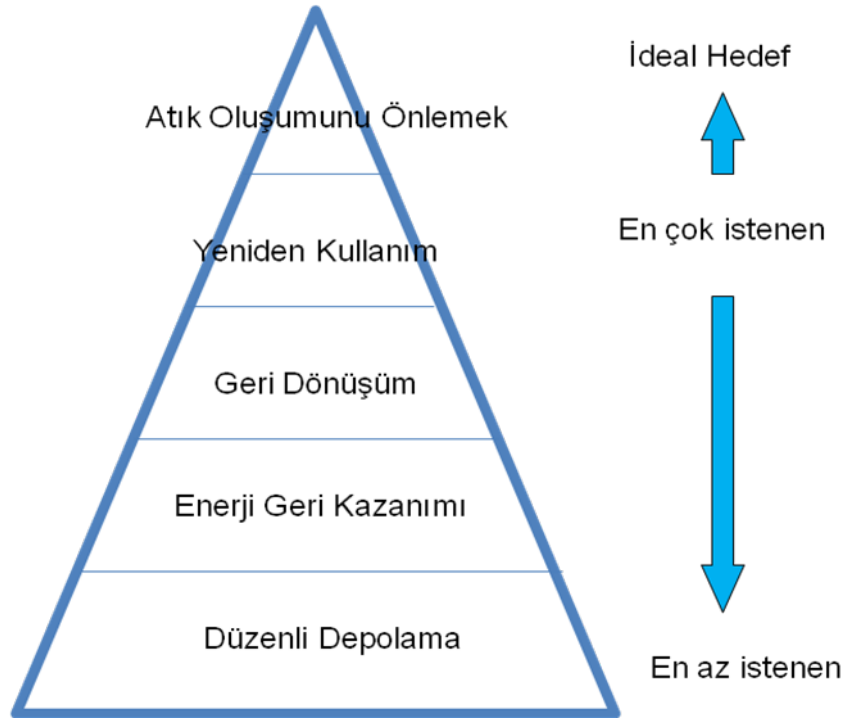 İdeal Hedef
Atık Oluşumunu Önlemek
En çok istenen
Yeniden Kullanım
Geri Dönüşüm
Enerji Geri Kazanımı
Düzenli Depolama
En az istenen